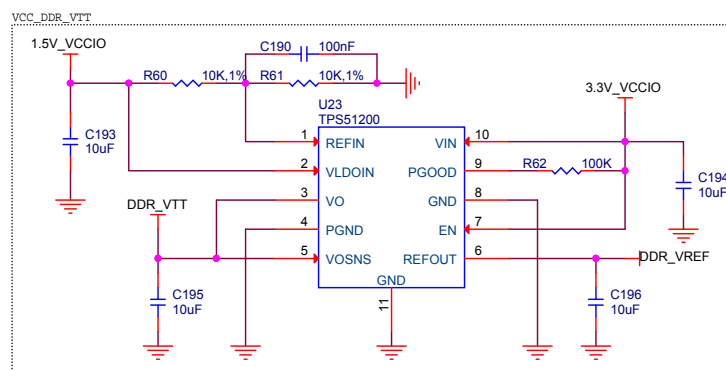 VCC_DDR_VTT
1.5V_VCCIO
C190 100nF
R60 10K,1% R61 10K,1%
3.3V_VCCIO
U23
TPS51200
C193
10uF
1 REFIN VIN 10
2 VLDOIN PGOOD 9 R62 100K
3 VO GND 8
4 PGND EN 7
5 VOSNS REFOUT 6
GND
11
C194
10uF
DDR_VTT
DDR_VREF
C195
10uF
C196
10uF